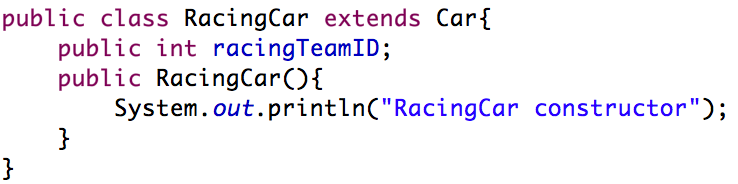 public class RacingCar extends Car{
    public int racingTeamID;
    public RacingCar(){
        System.out.println("RacingCar constructor");
    }
}